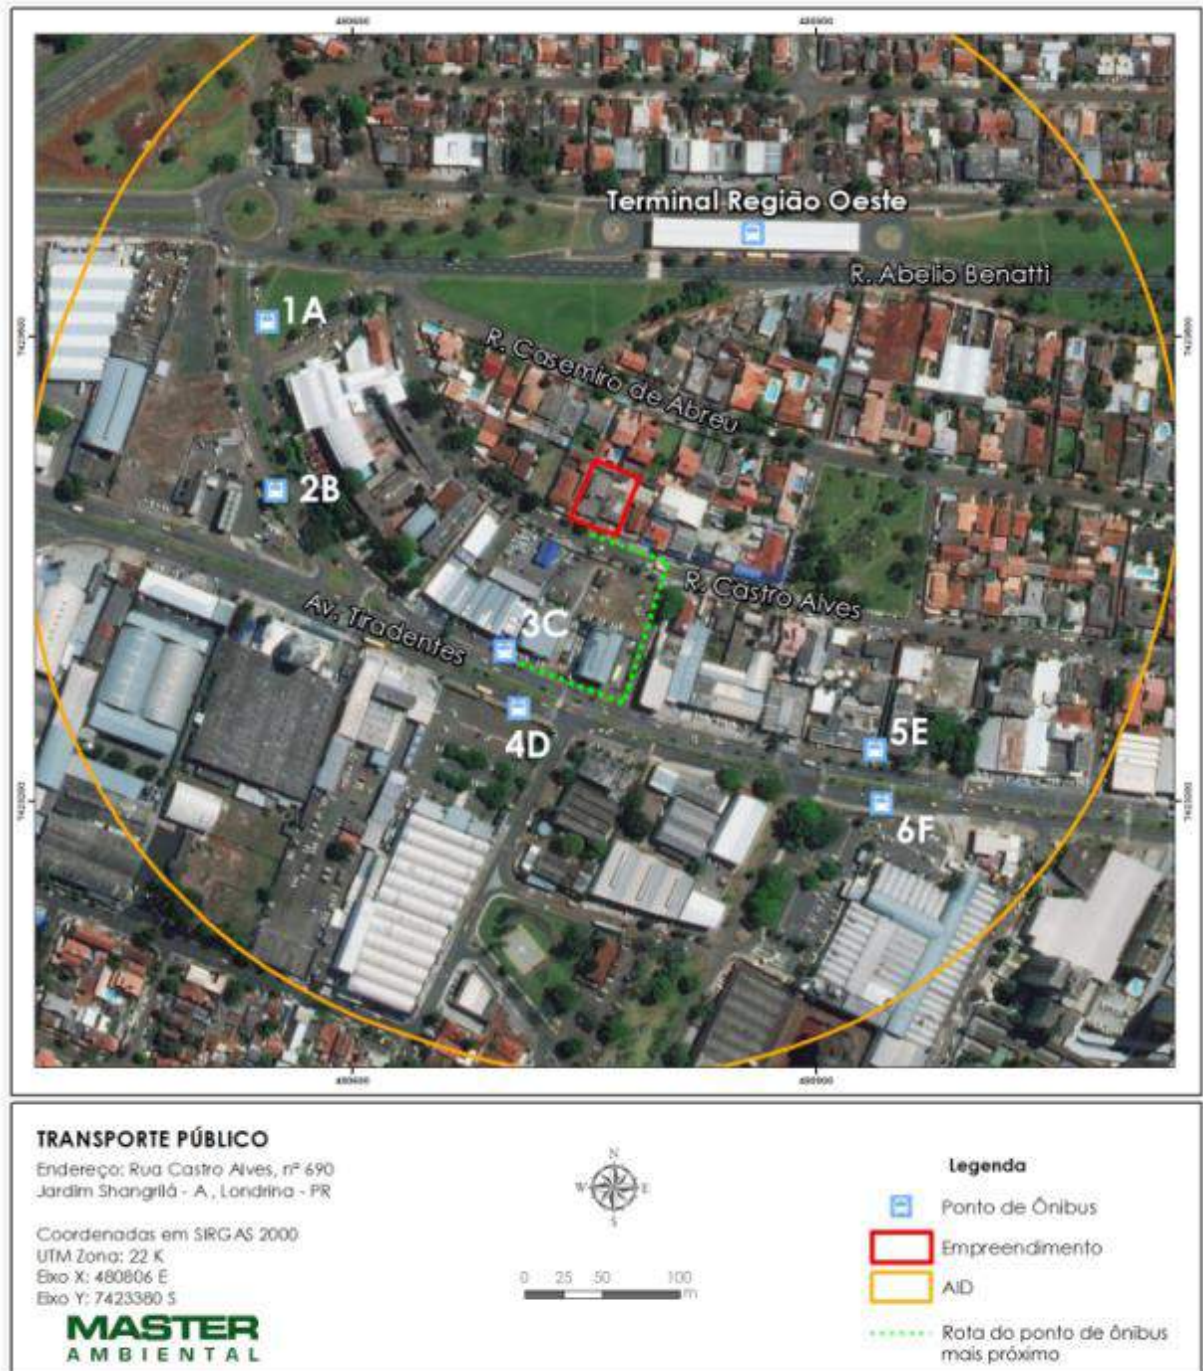 Terminal Região Oeste
R. Abelio Benatti
1A
R. Casemiro de Abreu
2B
R. Castro Alves
Av. Tiradentes
3C
4D
5E
6F
TRANSPORTE PÚBLICO
Endereço: Rua Castro Alves, nº 690
Jardim Shangrilá - A , Londrina - PR
Coordenadas em SIRGAS 2000
UTM Zona: 22 K
Eixo X: 480806 E
Eixo Y: 7423380 S
MASTER
AMBIENTAL
N
W E
S
0 25 50 100
m
Legenda
Ponto de Ônibus
Empreendimento
AID
Rota do ponto de ônibus
mais próximo